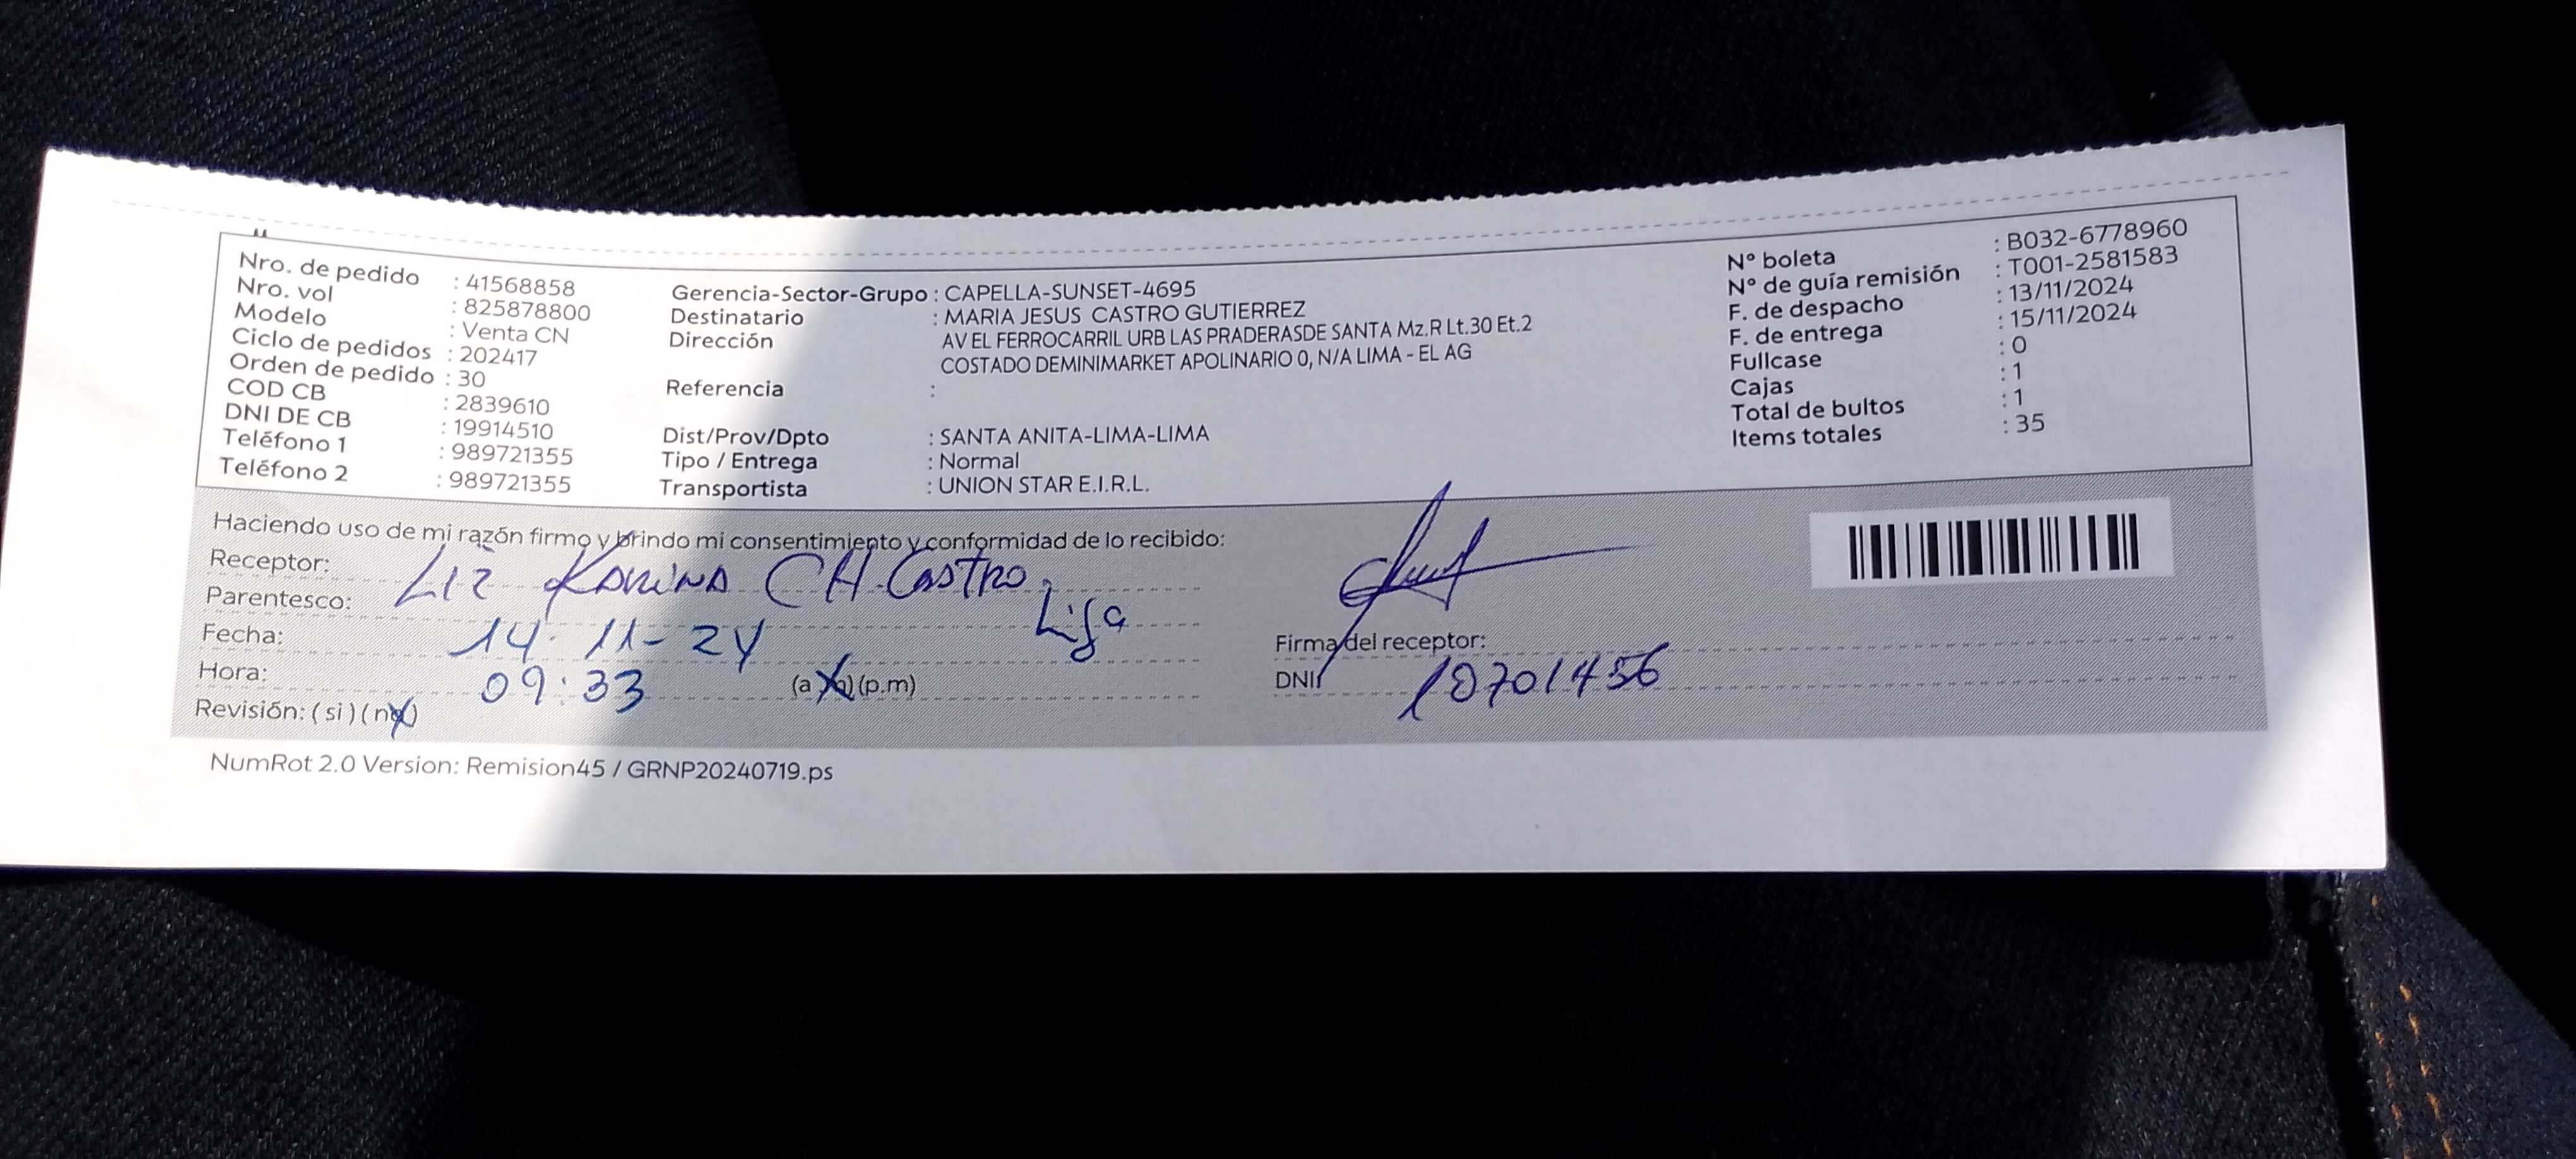 Nro. de pedido : 41568858
Nro. vol : 825878800
Modelo : Venta CN
Ciclo de pedidos : 202417
Orden de pedido : 30
COD CB : 2839610
DNI DE CB : 19914510
Teléfono 1 : 989721355
Teléfono 2 : 989721355
Gerencia-Sector-Grupo : CAPELLA-SUNSET-4695
Destinatario : MARIA JESUS CASTRO GUTIERREZ
Dirección AV EL FERROCARRIL URB LAS PRADERASDE SANTA Mz.R Lt.30 Et.2
COSTADO DEMINIMARKET APOLINARIO 0, N/A LIMA - EL AG
Referencia :
Dist/Prov/Dpto : SANTA ANITA-LIMA-LIMA
Tipo / Entrega : Normal
Transportista : UNION STAR E.I.R.L.
N° boleta : B032-6778960
N° de guía remisión : T001-2581583
F. de despacho : 13/11/2024
F. de entrega : 15/11/2024
Fullcase : 0
Cajas : 1
Total de bultos : 1
Items totales : 35
Haciendo uso de mi razón firmo y brindo mi consentimiento y conformidad de lo recibido:
Receptor: Liz Karina CH. Castro
Parentesco: Hija
Fecha: 14-11-24
Hora: 09:33 (a.m)(p.m)
Revisión: (si)(no)
Firma del receptor:
DNI: 10701456
NumRot 2.0 Version: Remision45 / GRNP20240719.ps